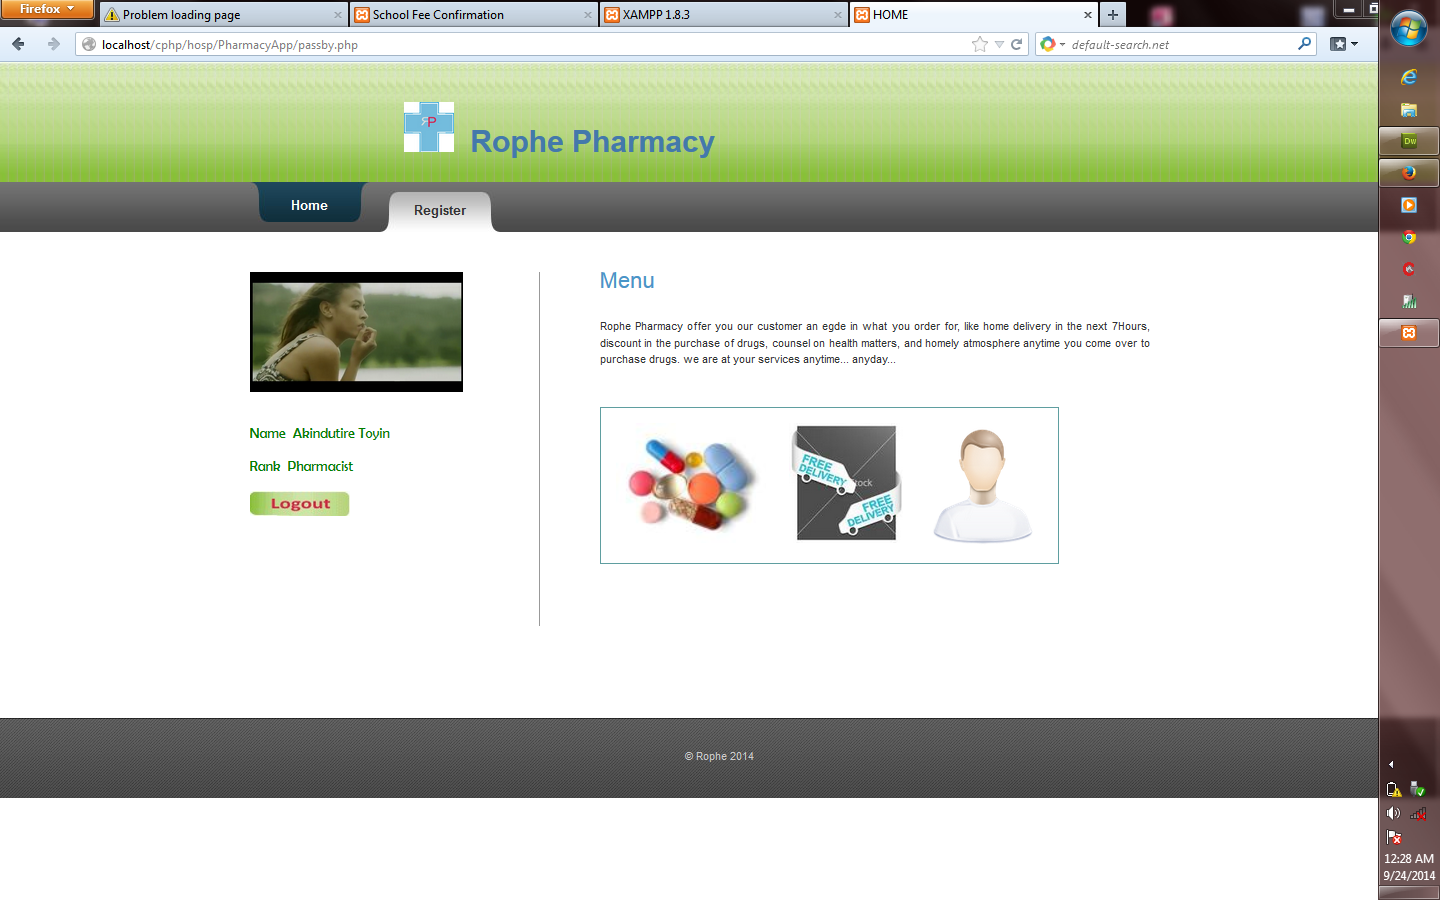 Firefox
Problem loading page
School Fee Confirmation
XAMPP 1.8.3
HOME
localhost/cphp/hosp/PharmacyApp/passby.php
default-search.net
RP
Rophe Pharmacy
Home
Register
Menu
Rophe Pharmacy offer you our customer an egde in what you order for, like home delivery in the next 7Hours,
discount in the purchase of drugs, counsel on health matters, and homely atmosphere anytime you come over to
purchase drugs. we are at your services anytime... anyday...
Name Akindutire Toyin
Rank Pharmacist
Logout
FREE
DELIVERY
tock
FREE
DELIVERY
© Rophe 2014
Dw
12:28 AM
9/24/2014